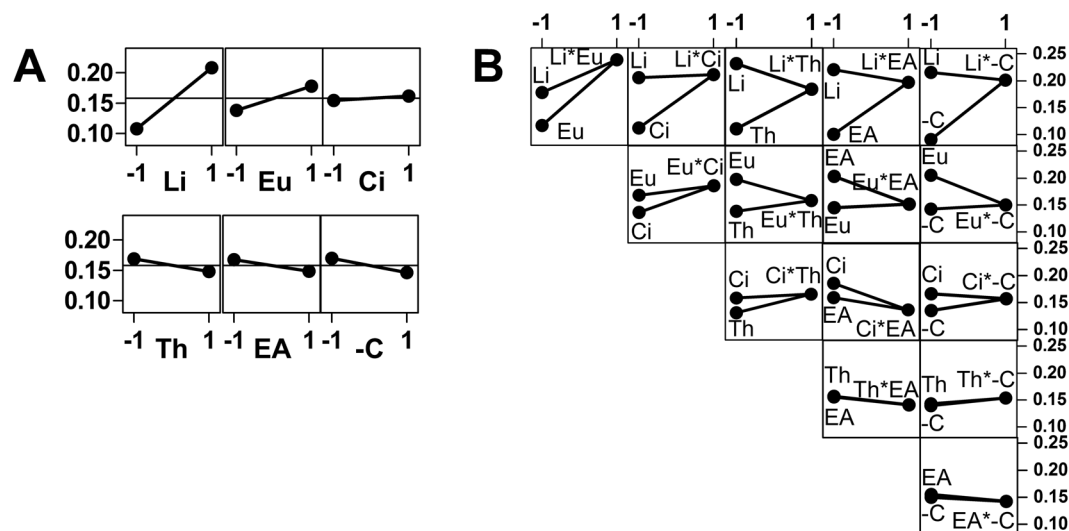 A
0.20
0.15
0.10
-1 1 -1 1 -1 1
Li Eu Ci
0.20
0.15
0.10
-1 1 -1 1 -1 1
Th EA -C
B
-1 1 -1 1 -1 1 -1 1 -1 1
Li Li*Eu Eu
Li Li*Ci Ci
Li*Th Li Th
Li*EA Li EA
Li Li*-C -C
0.25
0.20
0.15
0.10
Eu Eu*Ci Ci
Eu Eu*Th Th
EA Eu*EA Eu
Eu Eu*-C -C
0.25
0.20
0.15
0.10
Ci Ci*Th Th
Ci EA Ci*EA
Ci Ci*-C -C
0.25
0.20
0.15
0.10
Th Th*EA EA
Th Th*-C -C
0.25
0.20
0.15
0.10
EA -C EA*-C
0.25
0.20
0.15
0.10